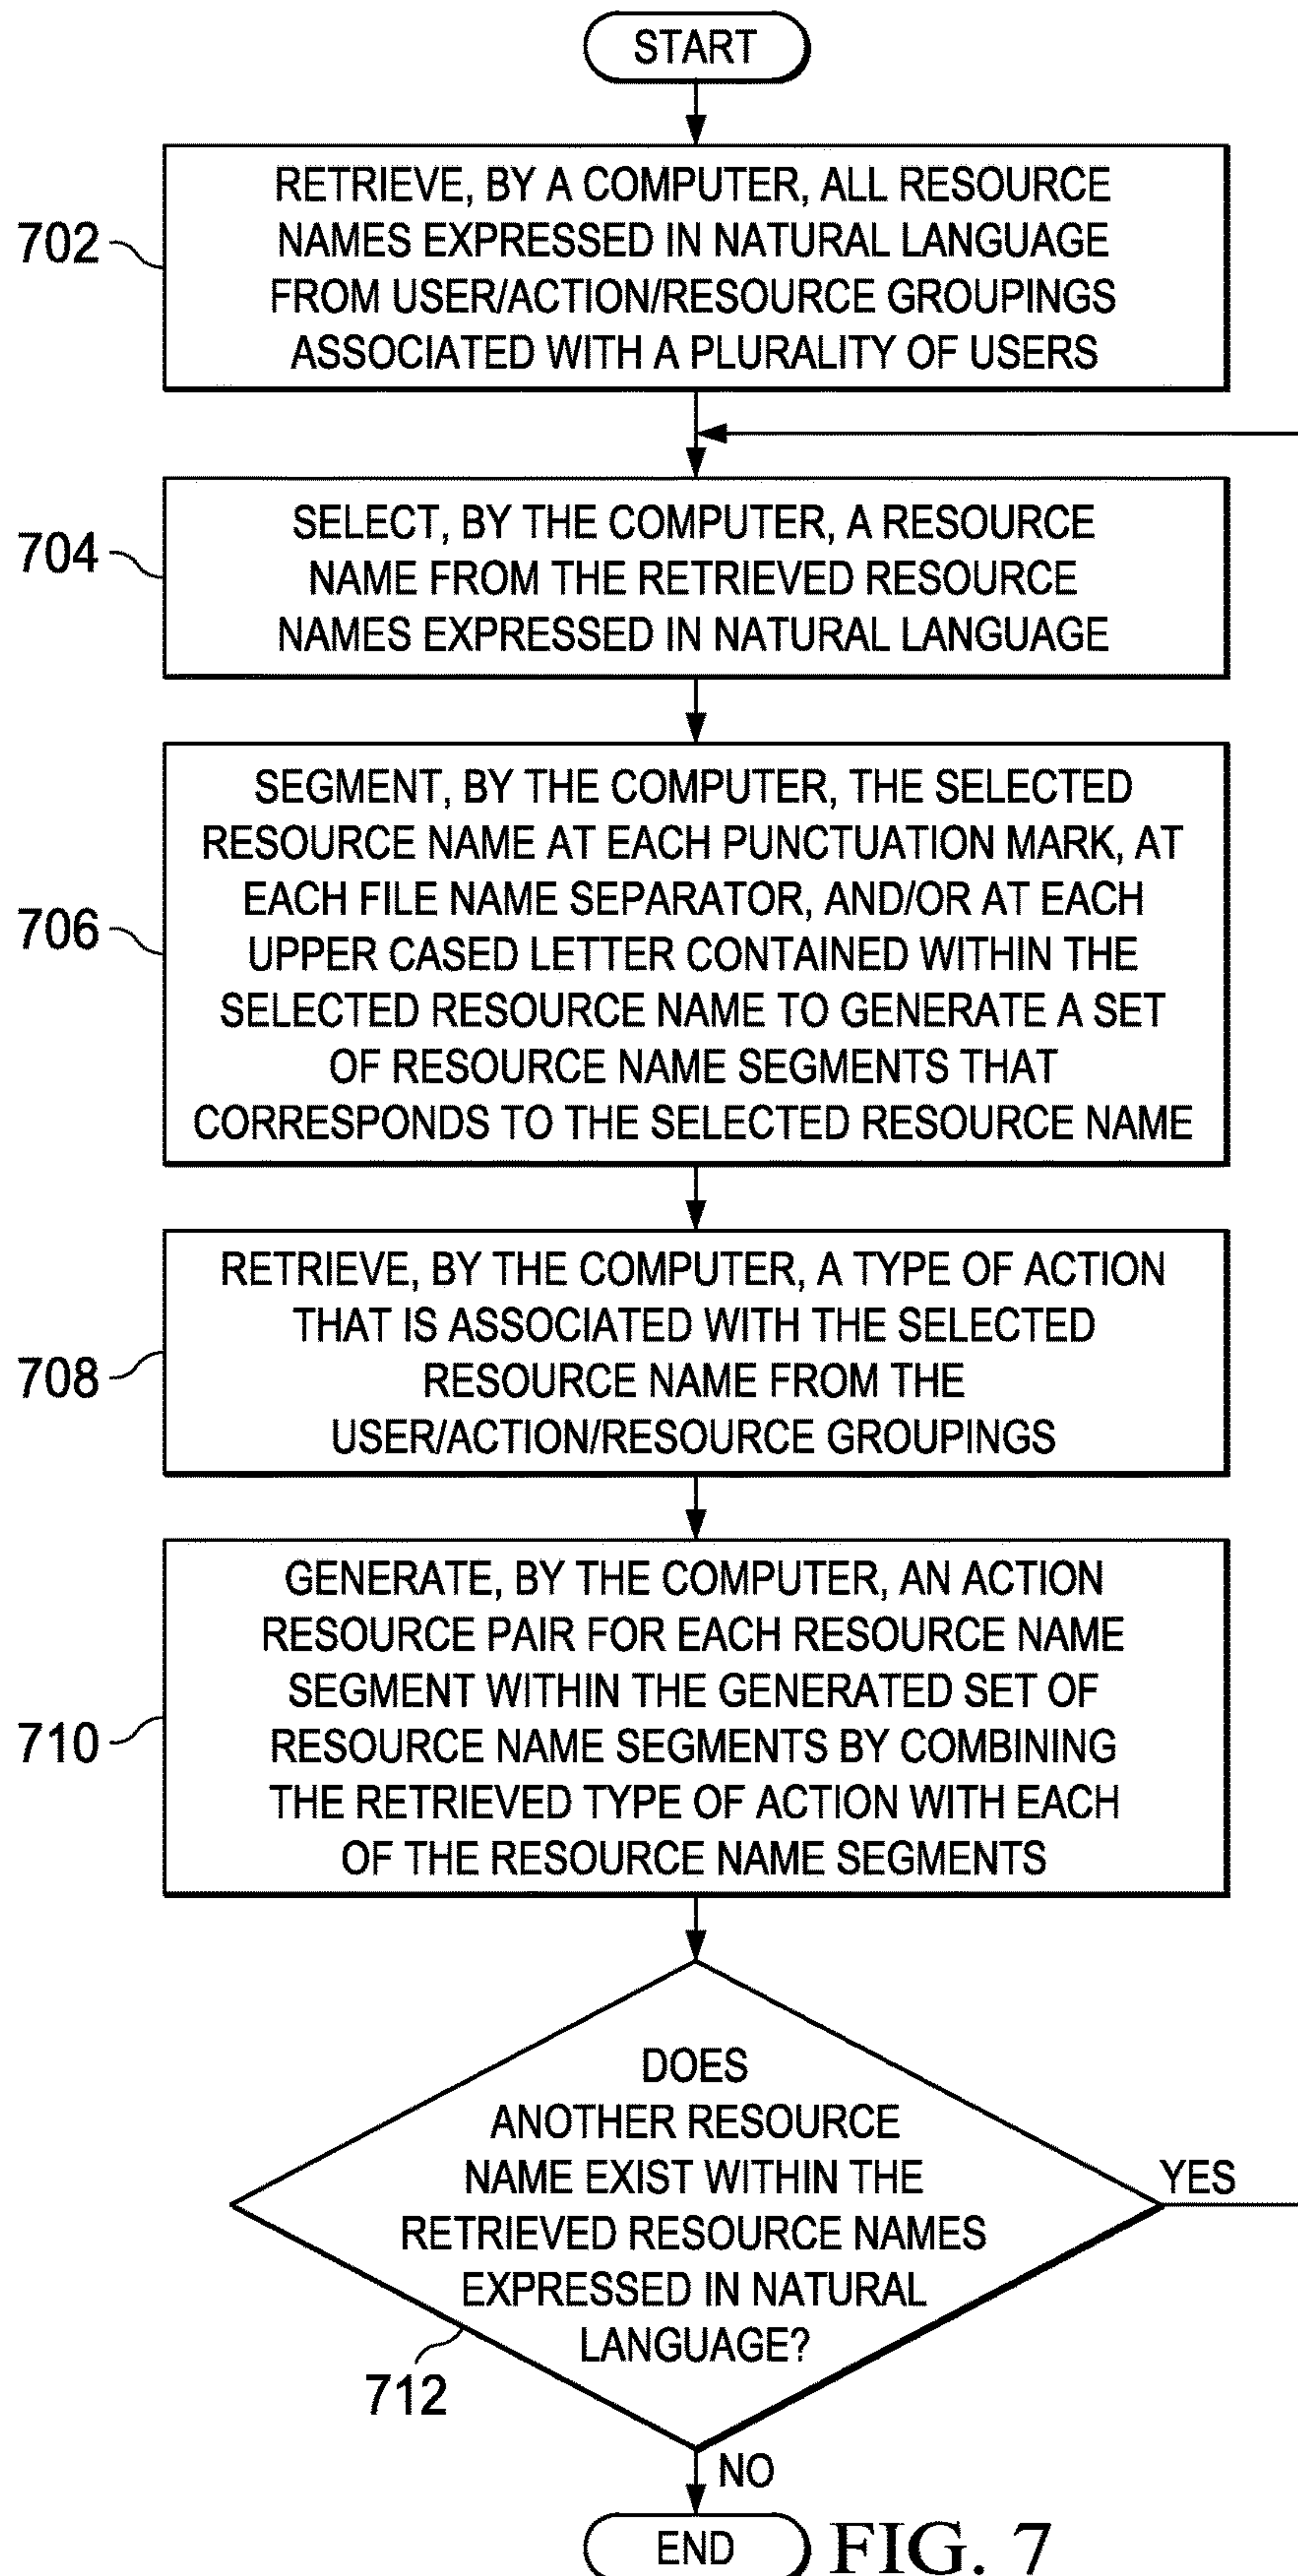 START
702
RETRIEVE, BY A COMPUTER, ALL RESOURCE
NAMES EXPRESSED IN NATURAL LANGUAGE
FROM USER/ACTION/RESOURCE GROUPINGS
ASSOCIATED WITH A PLURALITY OF USERS
704
SELECT, BY THE COMPUTER, A RESOURCE
NAME FROM THE RETRIEVED RESOURCE
NAMES EXPRESSED IN NATURAL LANGUAGE
706
SEGMENT, BY THE COMPUTER, THE SELECTED
RESOURCE NAME AT EACH PUNCTUATION MARK, AT
EACH FILE NAME SEPARATOR, AND/OR AT EACH
UPPER CASED LETTER CONTAINED WITHIN THE
SELECTED RESOURCE NAME TO GENERATE A SET
OF RESOURCE NAME SEGMENTS THAT
CORRESPONDS TO THE SELECTED RESOURCE NAME
708
RETRIEVE, BY THE COMPUTER, A TYPE OF ACTION
THAT IS ASSOCIATED WITH THE SELECTED
RESOURCE NAME FROM THE
USER/ACTION/RESOURCE GROUPINGS
710
GENERATE, BY THE COMPUTER, AN ACTION
RESOURCE PAIR FOR EACH RESOURCE NAME
SEGMENT WITHIN THE GENERATED SET OF
RESOURCE NAME SEGMENTS BY COMBINING
THE RETRIEVED TYPE OF ACTION WITH EACH
OF THE RESOURCE NAME SEGMENTS
DOES
ANOTHER RESOURCE
NAME EXIST WITHIN THE
RETRIEVED RESOURCE NAMES
EXPRESSED IN NATURAL
LANGUAGE?
YES
712
NO
END
FIG. 7